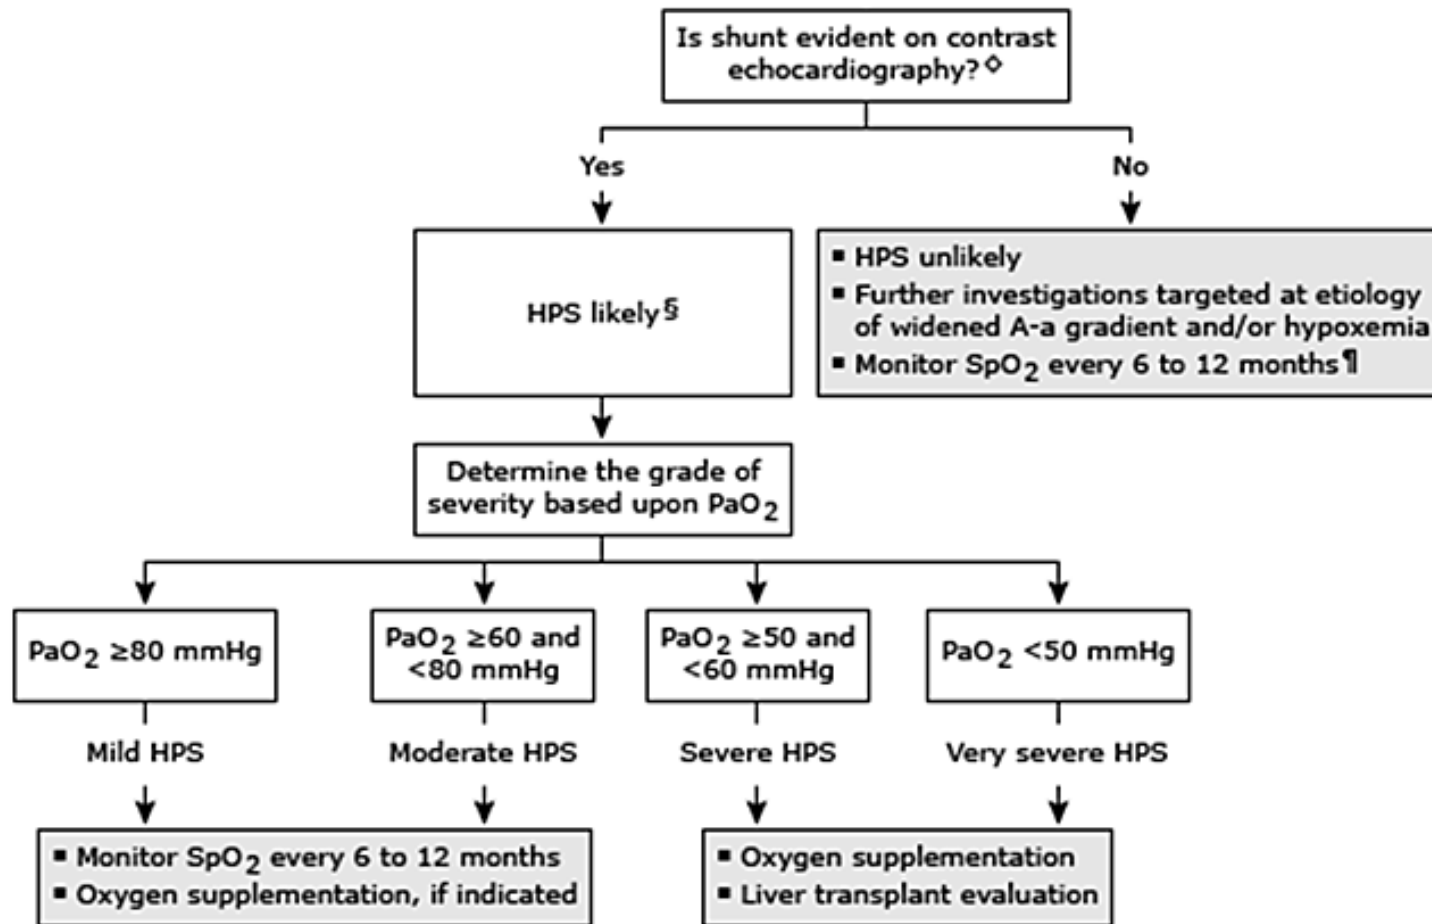 Is shunt evident on contrast
echocardiography?◇
Yes
No
HPS likely§
▪ HPS unlikely
▪ Further investigations targeted at etiology
of widened A-a gradient and/or hypoxemia
▪ Monitor SpO₂ every 6 to 12 months¶
Determine the grade of
severity based upon PaO₂
PaO₂ ≥80 mmHg
PaO₂ ≥60 and
<80 mmHg
PaO₂ ≥50 and
<60 mmHg
PaO₂ <50 mmHg
Mild HPS
Moderate HPS
Severe HPS
Very severe HPS
▪ Monitor SpO₂ every 6 to 12 months
▪ Oxygen supplementation, if indicated
▪ Oxygen supplementation
▪ Liver transplant evaluation